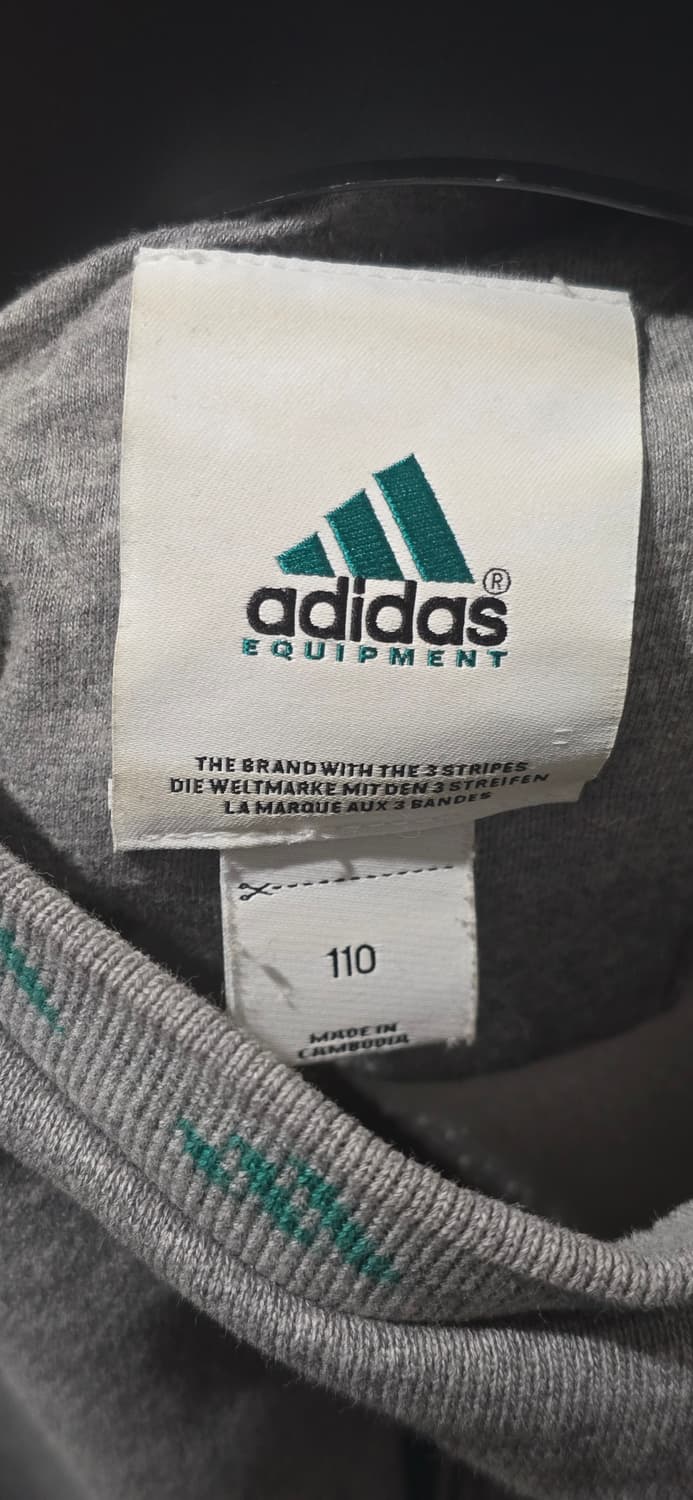 adidas®
EQUIPMENT
THE BRAND WITH THE 3 STRIPES
DIE WELTMARKE MIT DEN 3 STREIFEN
LA MARQUE AUX 3 BANDES
110
MADE IN
CAMBODIA